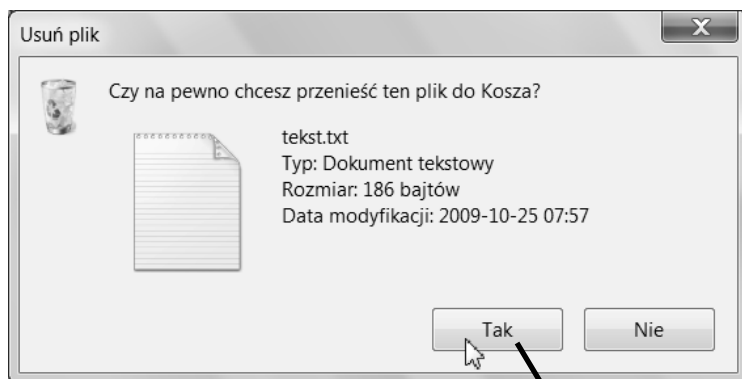 Usuń plik
X
Czy na pewno chcesz przenieść ten plik do Kosza?
tekst.txt
Typ: Dokument tekstowy
Rozmiar: 186 bajtów
Data modyfikacji: 2009-10-25 07:57
Tak
Nie